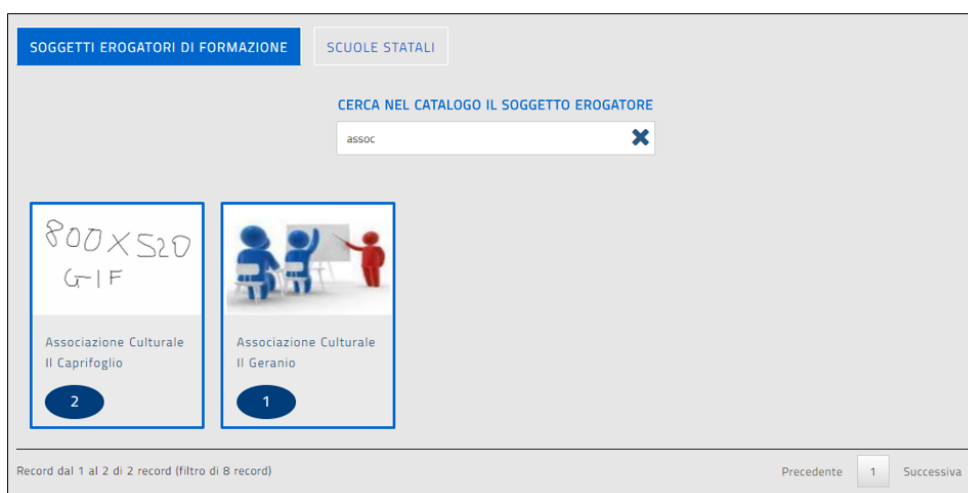 SOGGETTI EROGATORI DI FORMAZIONE
SCUOLE STATALI
CERCA NEL CATALOGO IL SOGGETTO EROGATORE
assoc
800X520
GIF
Associazione Culturale
Il Caprifoglio
2
Associazione Culturale
Il Geranio
1
Record dal 1 al 2 di 2 record (filtro di 8 record)
Precedente 1 Successiva